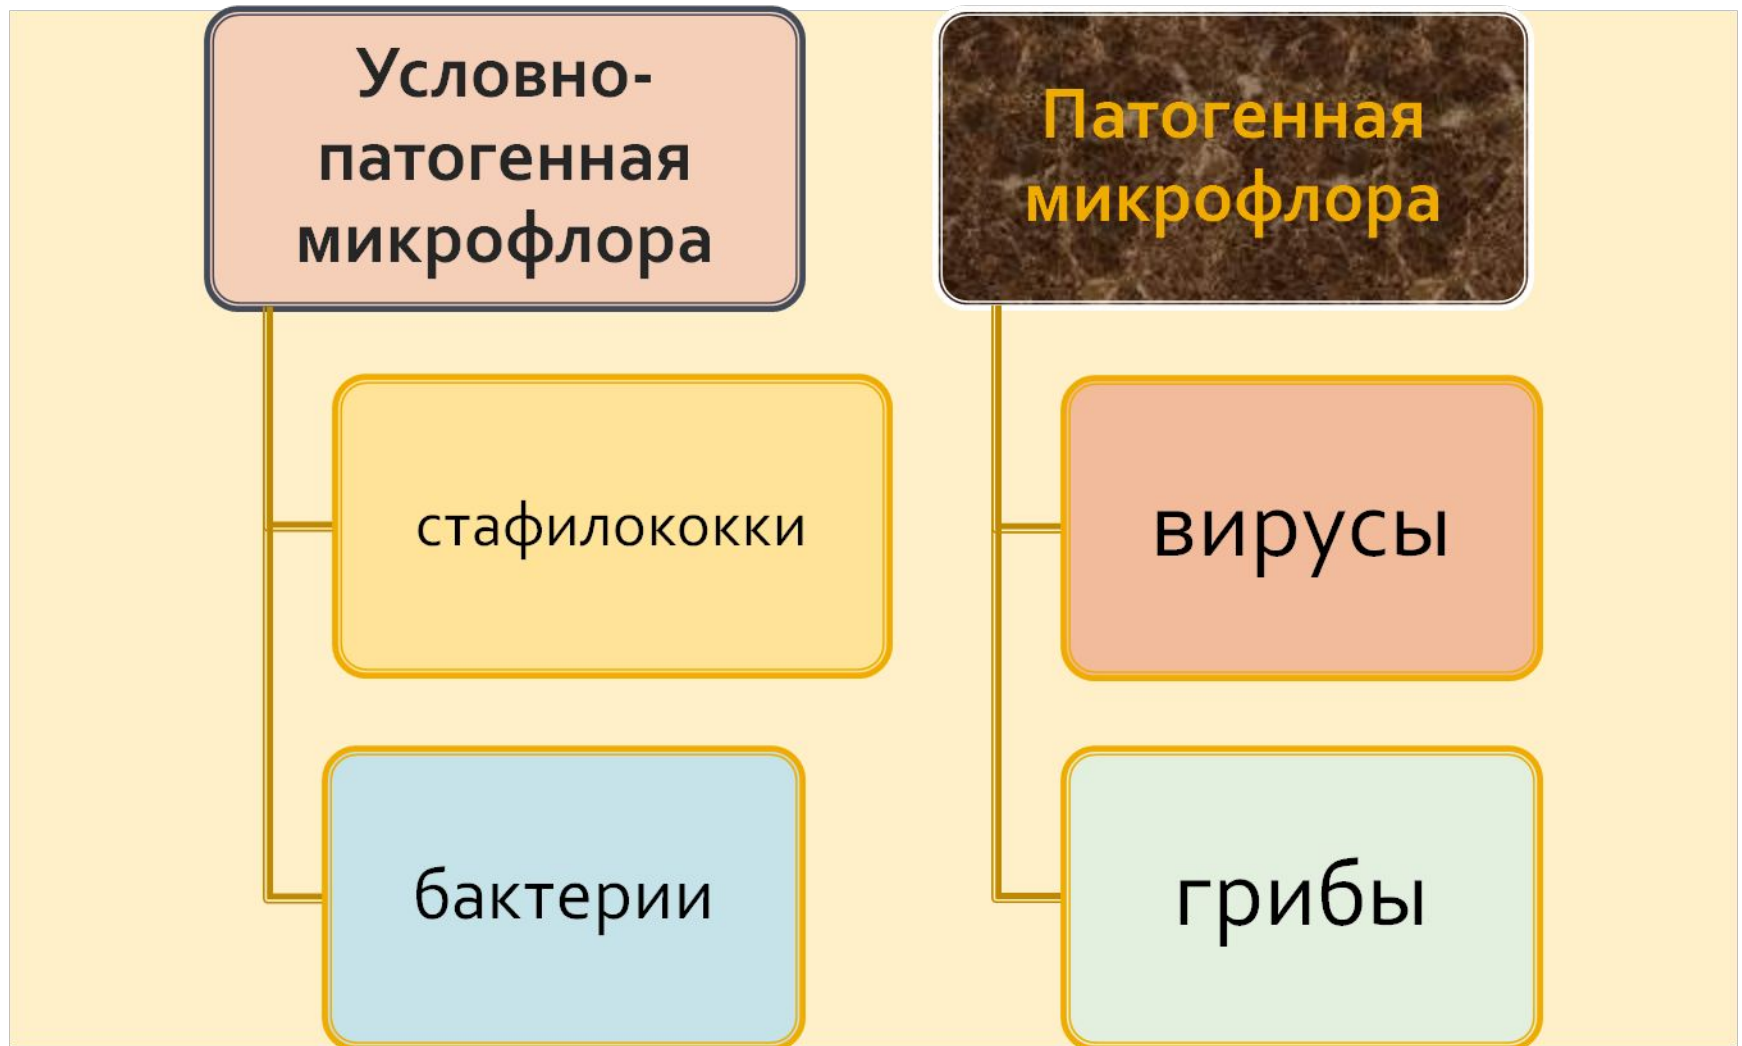 Условно-
патогенная
микрофлора
стафилококки
бактерии
Патогенная
микрофлора
вирусы
грибы